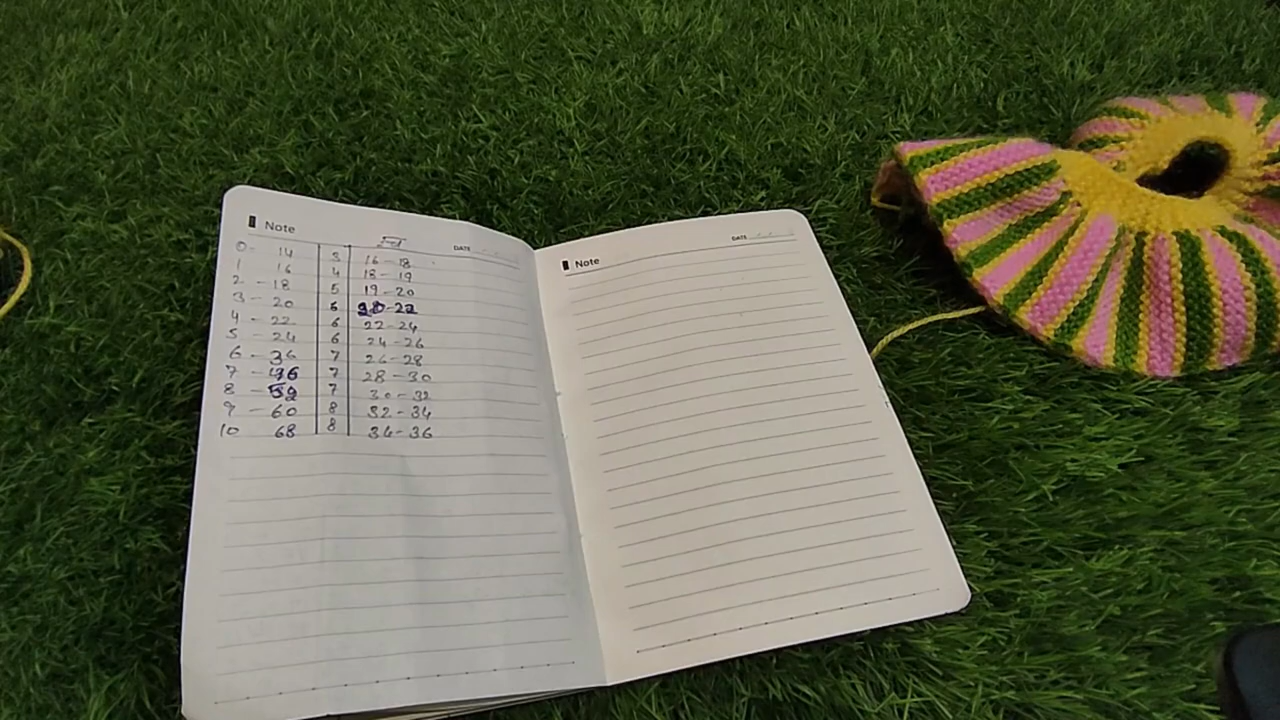 Note
DATE
0- 14 3 16-18
1 16 4 18-19
2-18 5 19-20
3-20 6 20-22
4-22 6 22-24
5-24 6 24-26
6-36 7 26-28
7-46 7 28-30
8-52 7 30-32
9-60 8 32-34
10 68 8 34-36
Note
DATE